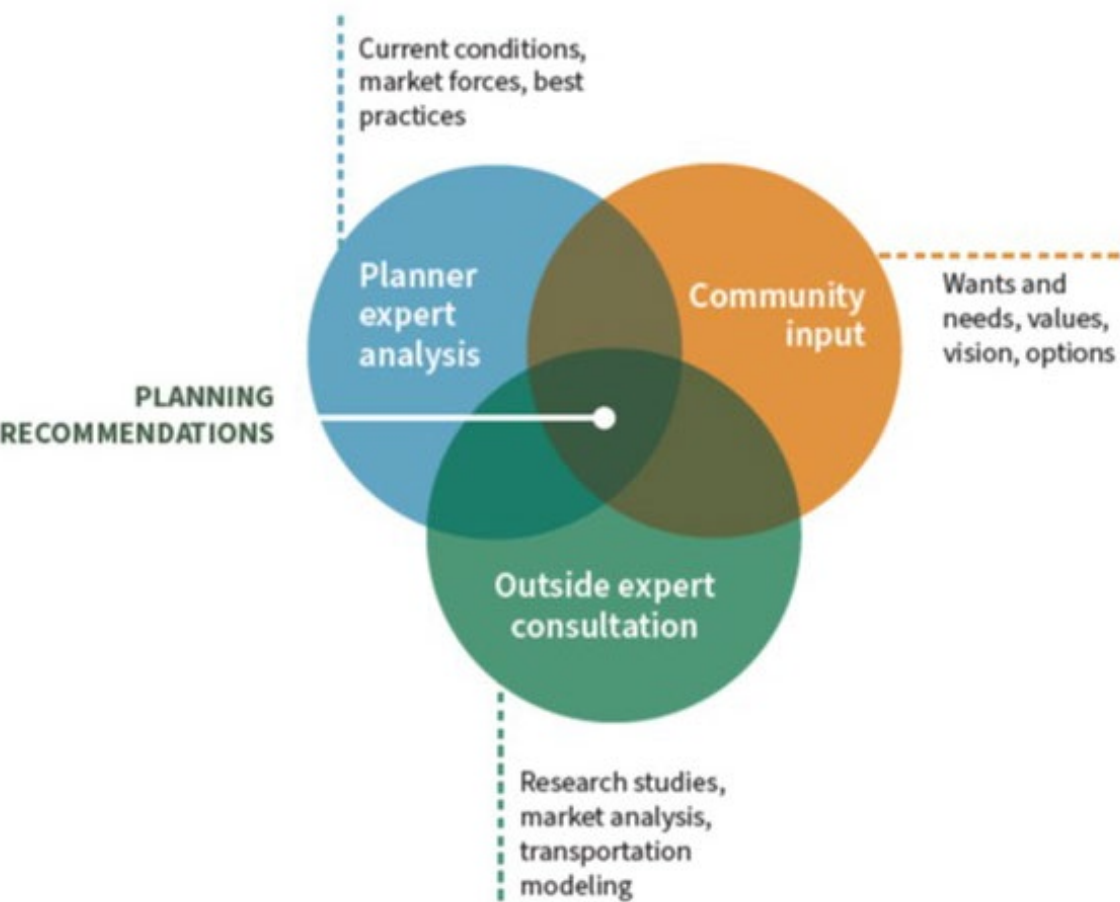 Current conditions,
market forces, best
practices
Planner
expert
analysis
Community
input
Wants and
needs, values,
vision, options
PLANNING
RECOMMENDATIONS
Outside expert
consultation
Research studies,
market analysis,
transportation
modeling